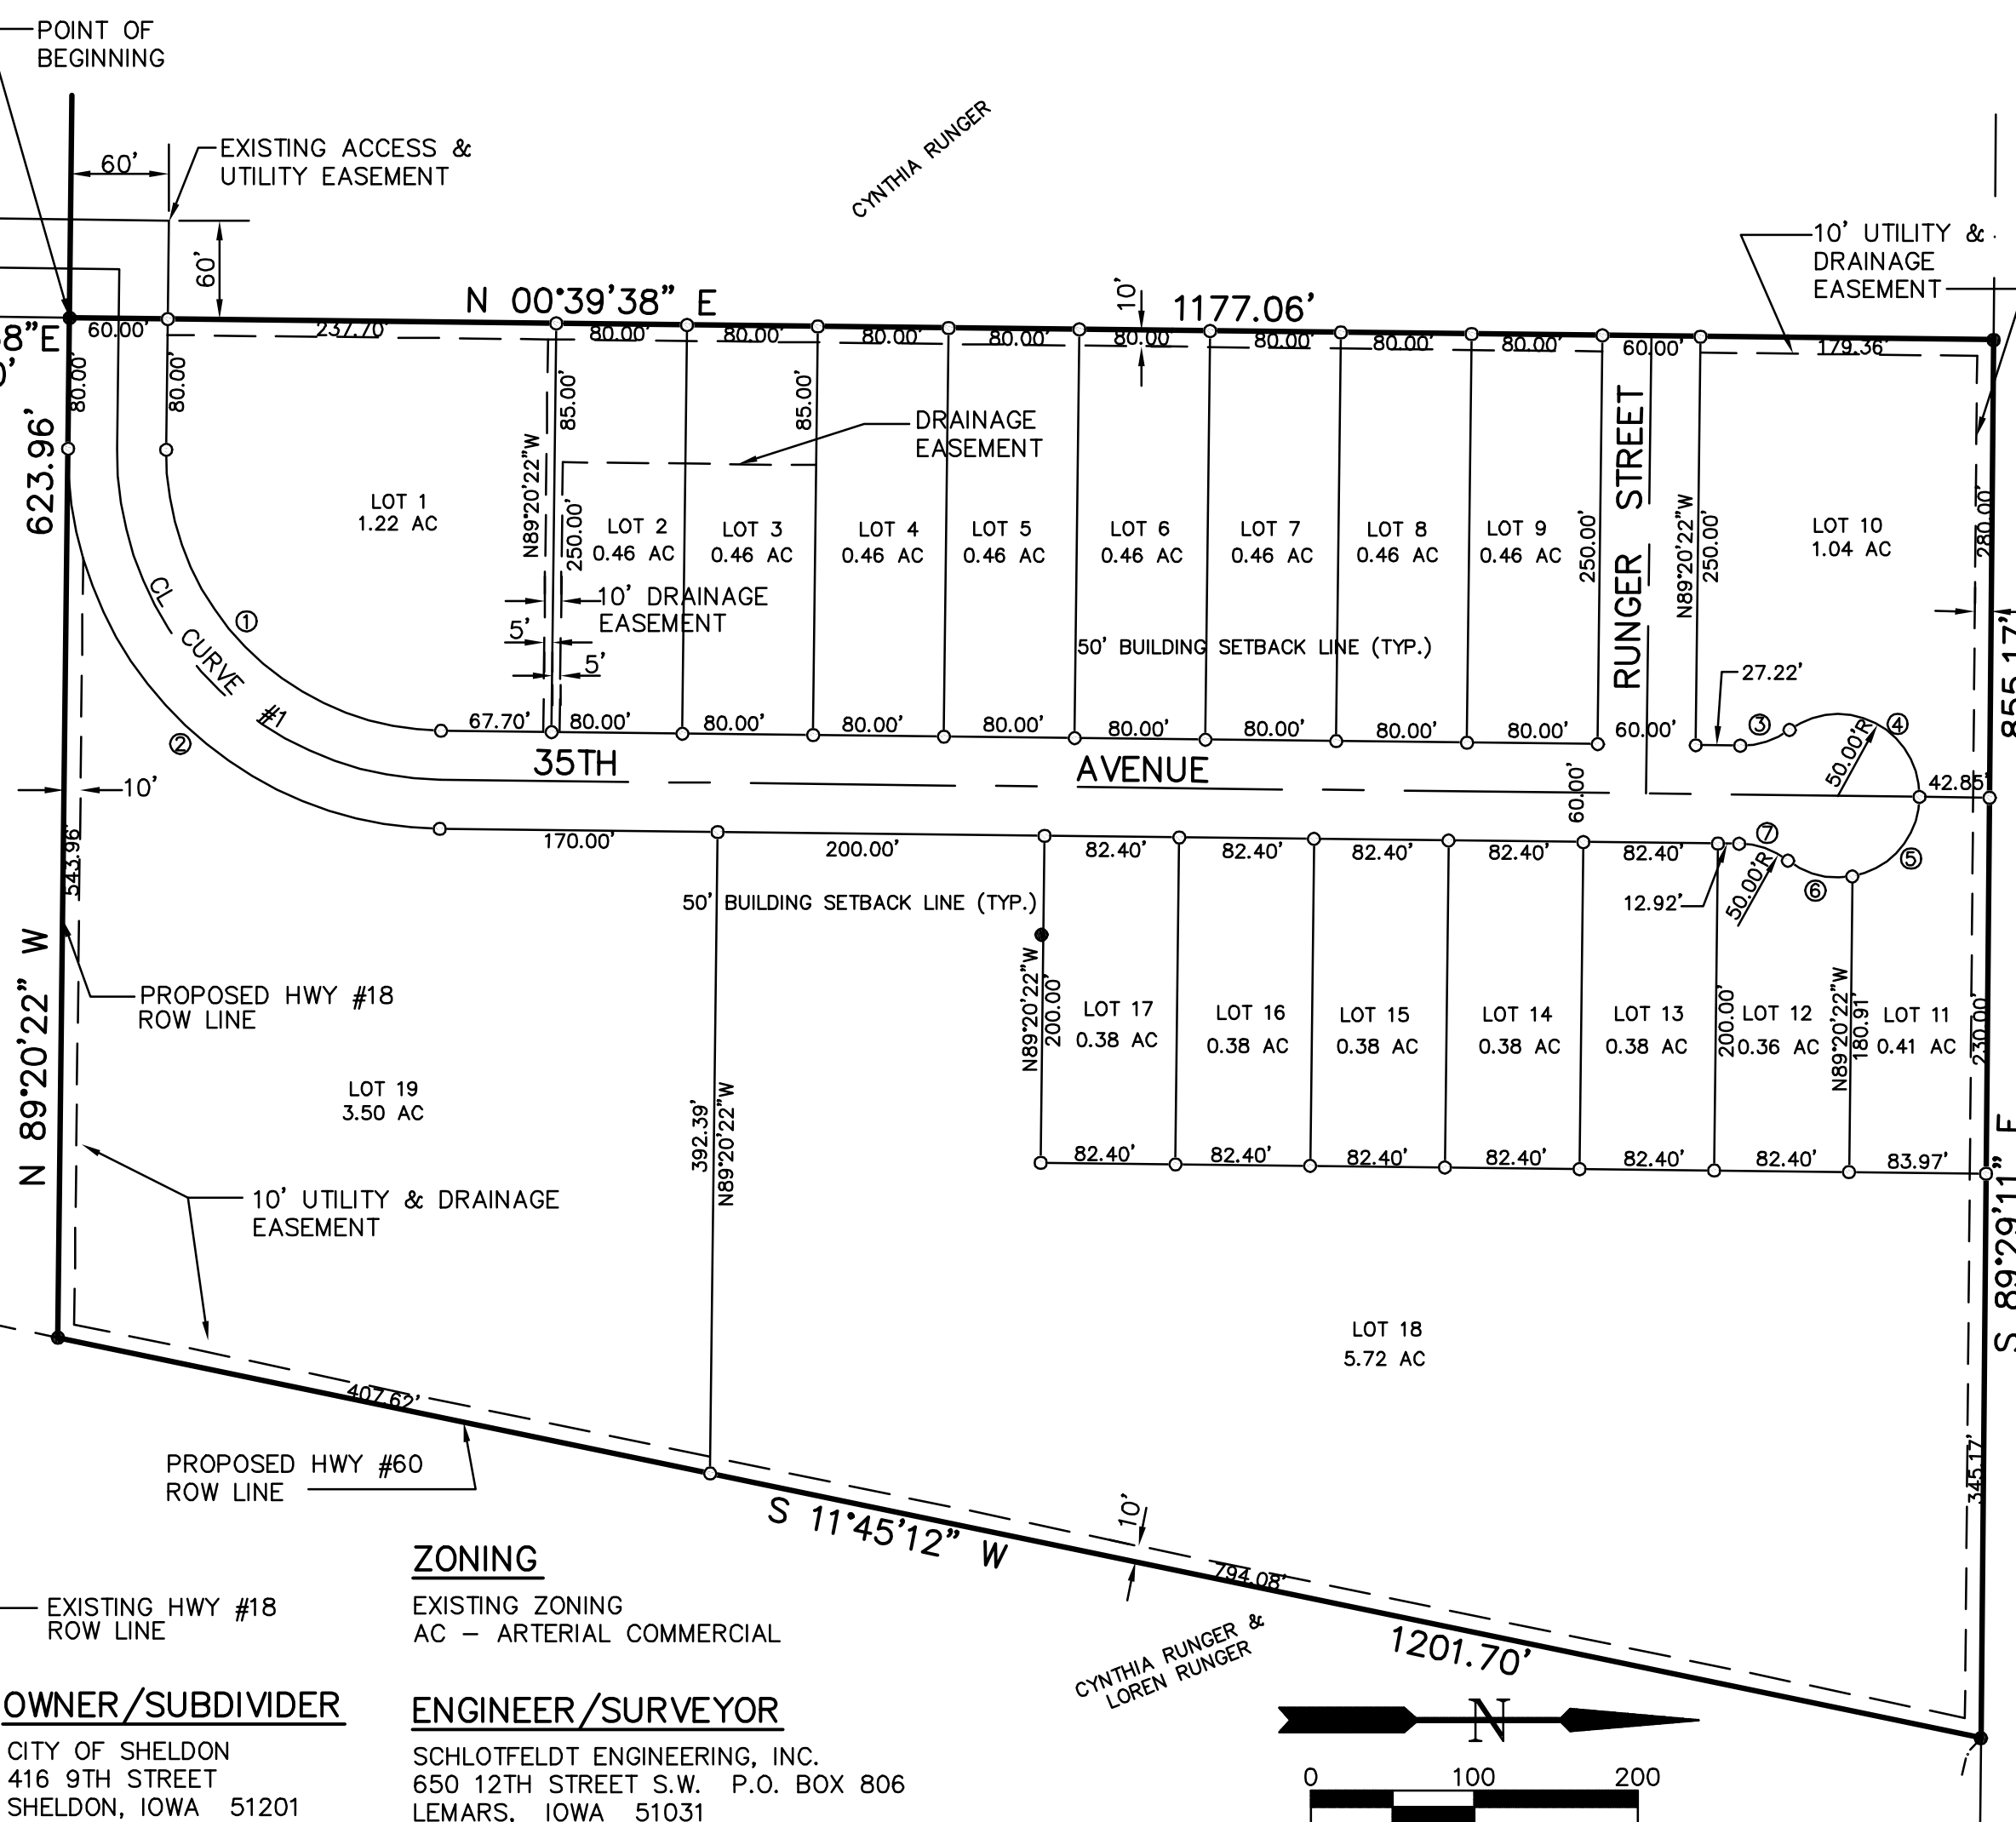 POINT OF
BEGINNING
EXISTING ACCESS &
UTILITY EASEMENT
60'
60'
CYNTHIA RUNGER
10' UTILITY &
DRAINAGE
EASEMENT
N 00°39'38" E
1177.06'
10'
8"E
0'
60.00'
237.70'
80.00'
80.00'
80.00'
80.00'
80.00
80.00'
80.00'
80.00'
60.00'
179.36'
80.00'
80.00'
85.00'
85.00'
623.96'
DRAINAGE
EASEMENT
N89°20'22"W
250.00'
LOT 1
1.22 AC
LOT 2
0.46 AC
LOT 3
0.46 AC
LOT 4
0.46 AC
LOT 5
0.46 AC
LOT 6
0.46 AC
LOT 7
0.46 AC
LOT 8
0.46 AC
LOT 9
0.46 AC
250.00'
RUNGER STREET
N89°20'22"W
250.00'
LOT 10
1.04 AC
280.00'
855.17'
10' DRAINAGE
EASEMENT
5'
5'
50' BUILDING SETBACK LINE (TYP.)
CL CURVE #1
1
2
27.22'
3
4
50.00'R
67.70'
80.00'
80.00'
80.00'
80.00'
80.00'
80.00'
80.00'
80.00'
60.00'
35TH AVENUE
60.00'
42.85'
10'
543.96'
170.00'
200.00'
82.40'
82.40'
82.40'
82.40'
82.40'
12.92'
7
50.00'R
6
5
50' BUILDING SETBACK LINE (TYP.)
N 89°20'22" W
PROPOSED HWY #18
ROW LINE
N89°20'22"W
200.00'
LOT 17
0.38 AC
LOT 16
0.38 AC
LOT 15
0.38 AC
LOT 14
0.38 AC
LOT 13
0.38 AC
200.00'
LOT 12
0.36 AC
N89°20'22"W
180.91'
LOT 11
0.41 AC
230.00'
LOT 19
3.50 AC
392.39'
N89°20'22"W
82.40'
82.40'
82.40'
82.40'
82.40'
82.40'
83.97'
S 89°29'11" E
10' UTILITY & DRAINAGE
EASEMENT
LOT 18
5.72 AC
407.62'
PROPOSED HWY #60
ROW LINE
345.17'
S 11°45'12" W
10'
794.08'
1201.70'
CYNTHIA RUNGER &
LOREN RUNGER
EXISTING HWY #18
ROW LINE
ZONING
EXISTING ZONING
AC - ARTERIAL COMMERCIAL
OWNER/SUBDIVIDER
CITY OF SHELDON
416 9TH STREET
SHELDON, IOWA 51201
ENGINEER/SURVEYOR
SCHLOTFELDT ENGINEERING, INC.
650 12TH STREET S.W. P.O. BOX 806
LEMARS, IOWA 51031
N
0 100 200